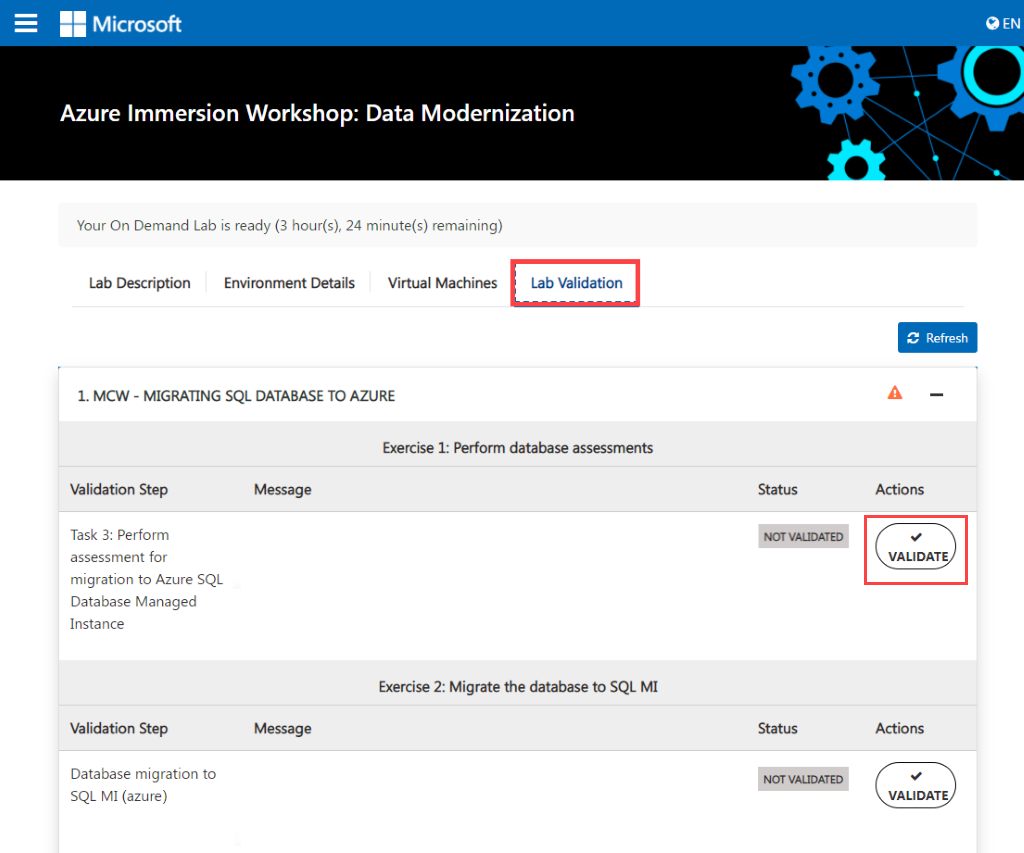 Microsoft
EN
Azure Immersion Workshop: Data Modernization
Your On Demand Lab is ready (3 hour(s), 24 minute(s) remaining)
Lab Description Environment Details Virtual Machines Lab Validation
Refresh
1. MCW - MIGRATING SQL DATABASE TO AZURE
Exercise 1: Perform database assessments
Validation Step Message Status Actions
Task 3: Perform
assessment for
migration to Azure SQL
Database Managed
Instance
NOT VALIDATED
VALIDATE
Exercise 2: Migrate the database to SQL MI
Validation Step Message Status Actions
Database migration to
SQL MI (azure)
NOT VALIDATED
VALIDATE